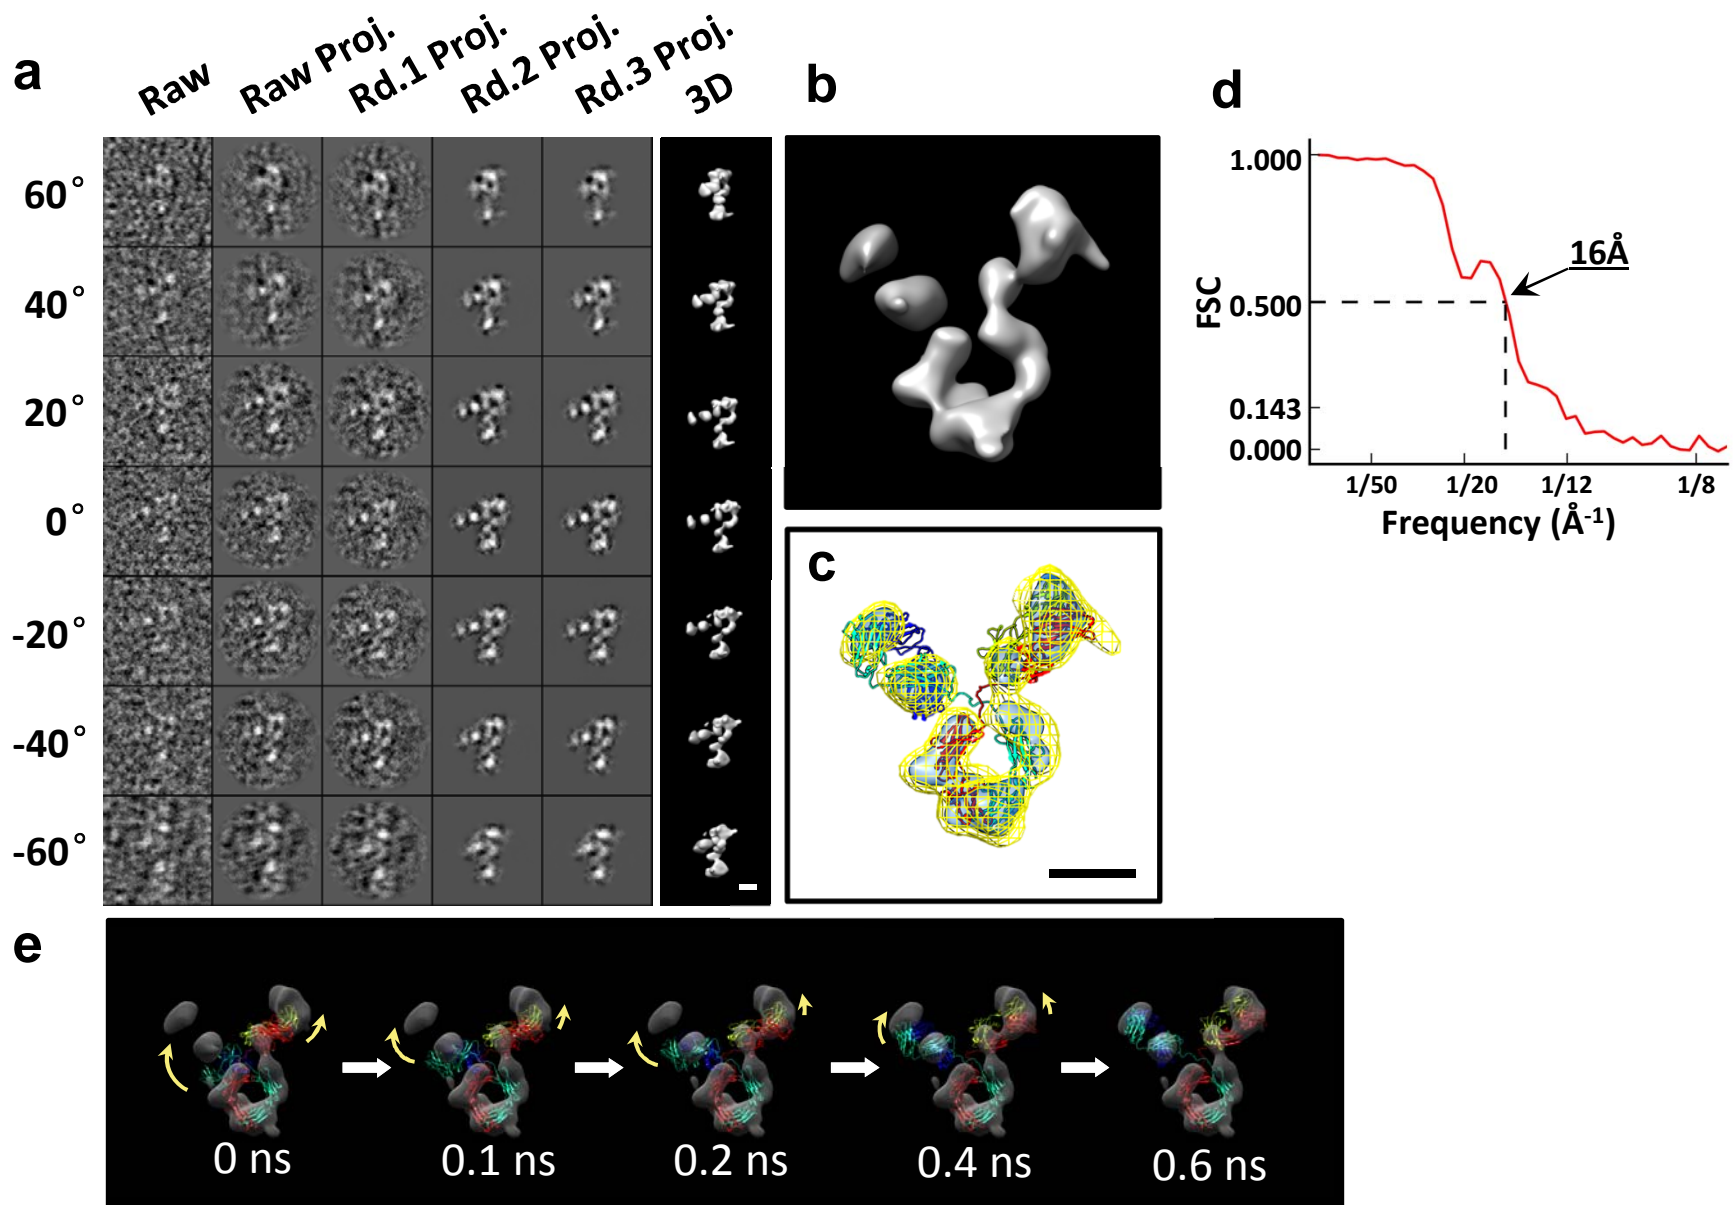 a
Raw
Raw Proj.
Rd.1 Proj.
Rd.2 Proj.
Rd.3 Proj.
3D
60°
40°
20°
0°
-20°
-40°
-60°
b
c
d
FSC
1.000
0.500
0.143
0.000
16Å
1/50
1/20
1/12
1/8
Frequency (Å⁻¹)
e
0 ns
0.1 ns
0.2 ns
0.4 ns
0.6 ns